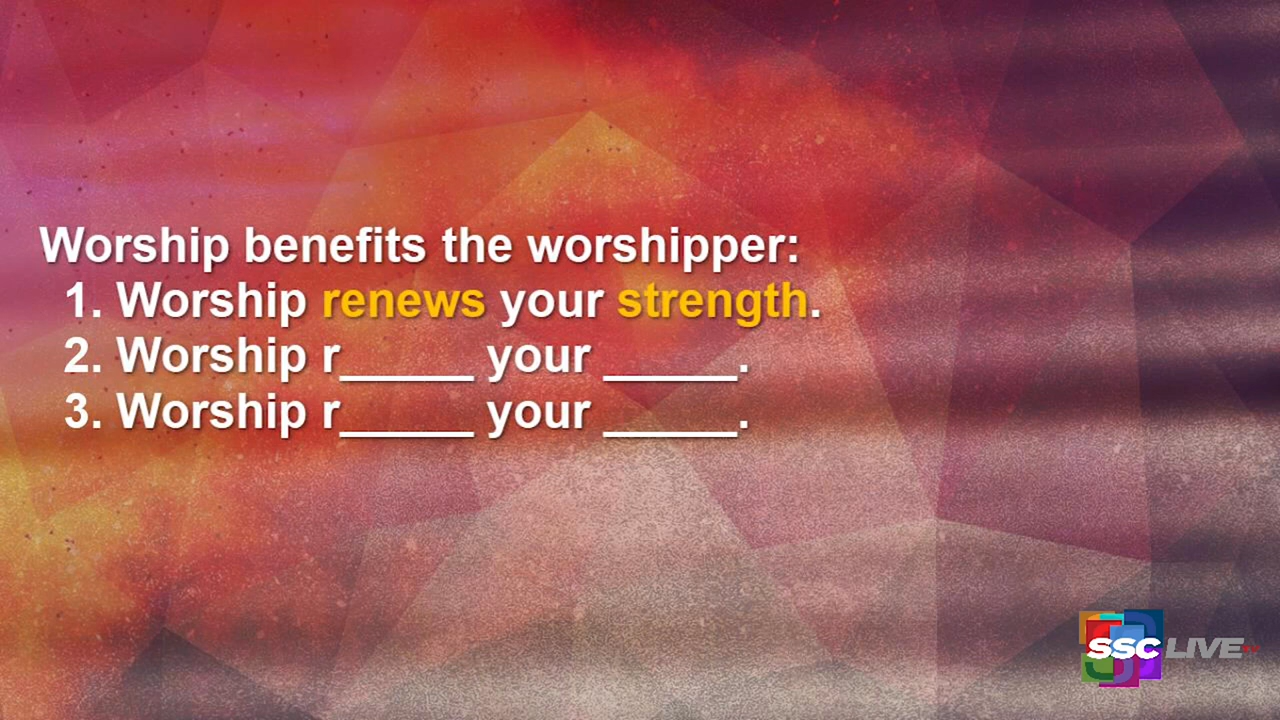 Worship benefits the worshipper:
1. Worship renews your strength.
2. Worship r_____ your _____.
3. Worship r_____ your _____.
SSC LIVE